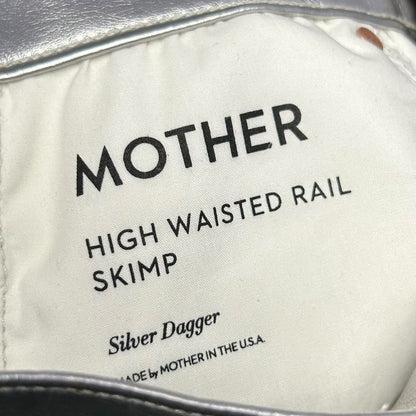 MOTHER
HIGH WAISTED RAIL
SKIMP
Silver Dagger
MADE by MOTHER IN THE U.S.A.